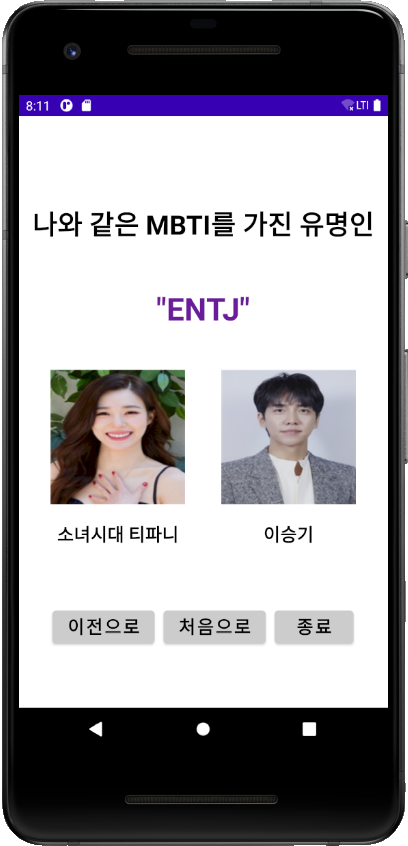 8:11 LTE
나와 같은 MBTI를 가진 유명인
"ENTJ"
소녀시대 티파니 이승기
이전으로 처음으로 종료